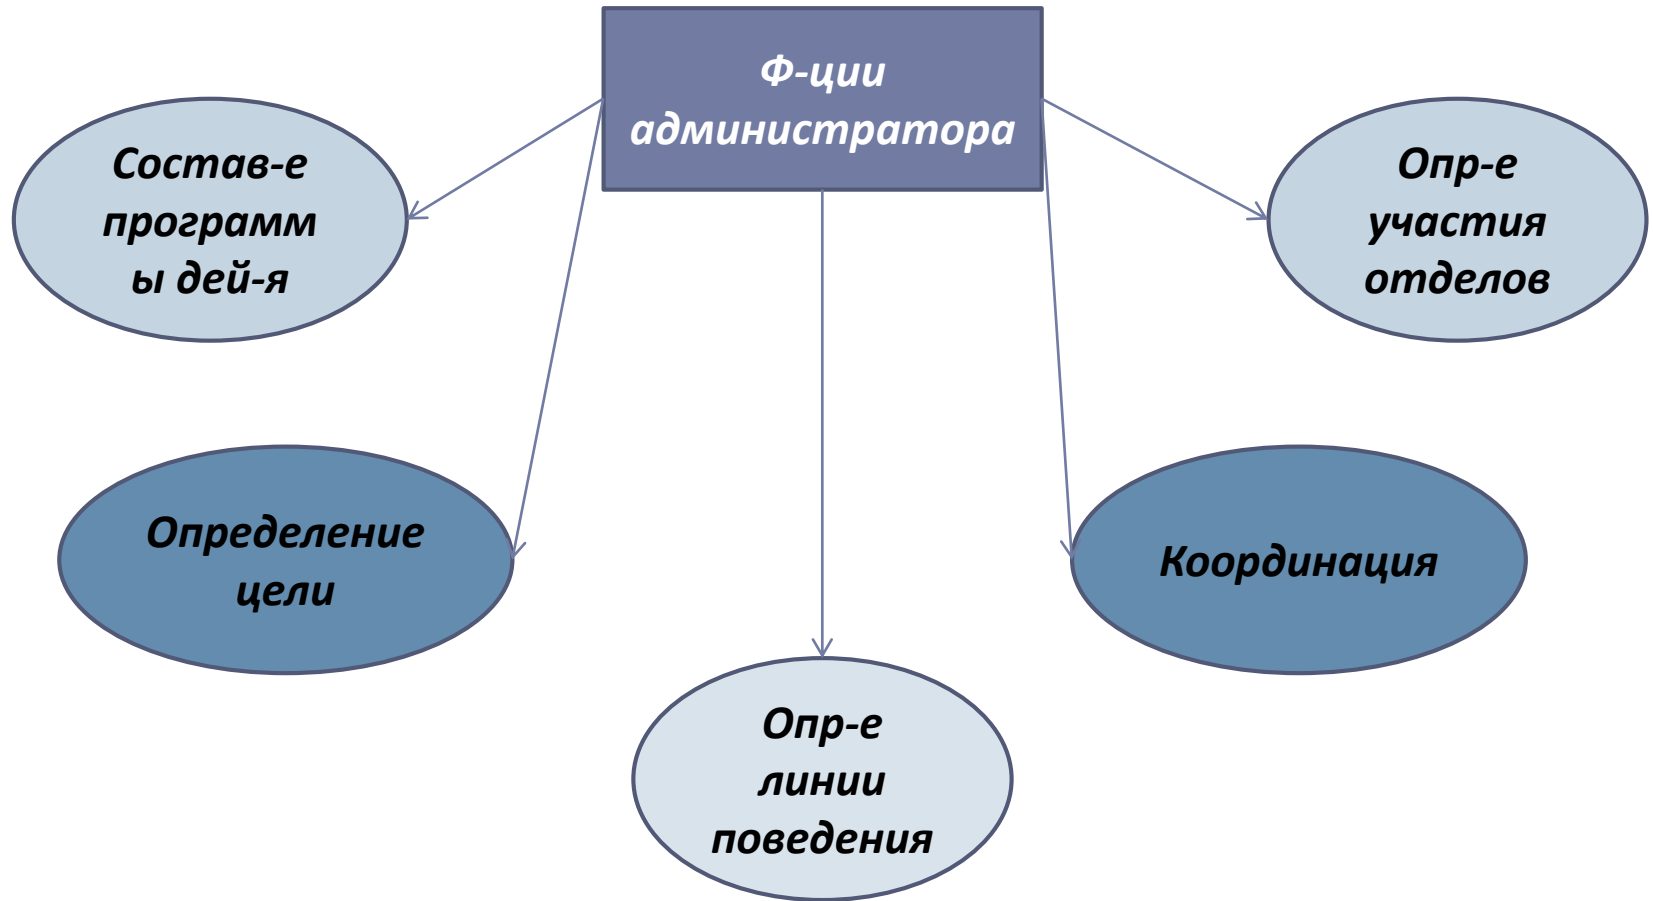 Ф-ции
администратора
Состав-е
программ
ы дей-я
Опр-е
участия
отделов
Определение
цели
Координация
Опр-е
линии
поведения